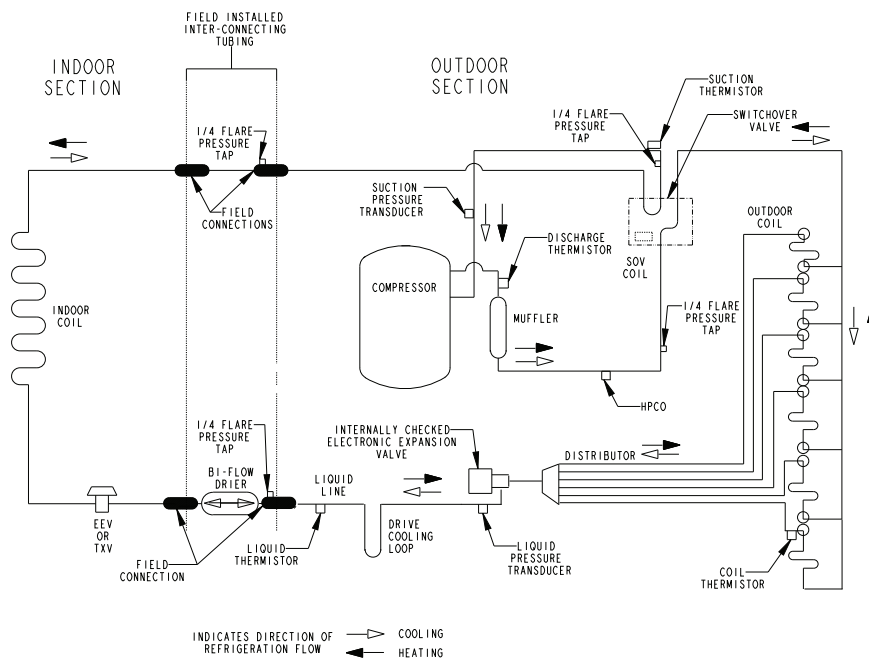 FIELD INSTALLED
INTER-CONNECTING
TUBING
INDOOR
SECTION
OUTDOOR
SECTION
SUCTION
THERMISTOR
1/4 FLARE
PRESSURE
TAP
SWITCHOVER
VALVE
1/4 FLARE
PRESSURE
TAP
SUCTION
PRESSURE
TRANSDUCER
FIELD
CONNECTIONS
OUTDOOR
COIL
DISCHARGE
THERMISTOR
SOV
COIL
COMPRESSOR
INDOOR
COIL
MUFFLER
1/4 FLARE
PRESSURE
TAP
HPCO
1/4 FLARE
PRESSURE
TAP
INTERNALLY CHECKED
ELECTRONIC EXPANSION
VALVE
DISTRIBUTOR
BI-FLOW
DRIER
LIQUID
LINE
EEV
OR
TXV
FIELD
CONNECTION
LIQUID
THERMISTOR
DRIVE
COOLING
LOOP
LIQUID
PRESSURE
TRANSDUCER
COIL
THERMISTOR
INDICATES DIRECTION OF
REFRIGERATION FLOW
COOLING
HEATING